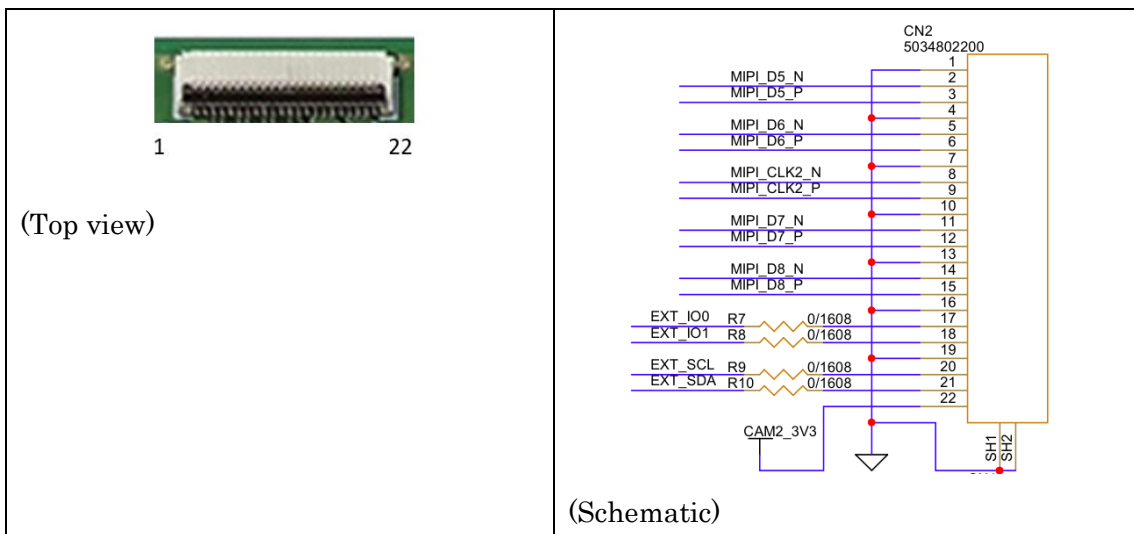 1 22
(Top view)
CN2
5034802200
1
MIPI_D5_N 2
MIPI_D5_P 3
4
MIPI_D6_N 5
MIPI_D6_P 6
7
MIPI_CLK2_N 8
MIPI_CLK2_P 9
10
MIPI_D7_N 11
MIPI_D7_P 12
13
MIPI_D8_N 14
MIPI_D8_P 15
16
EXT_IO0 R7 0/1608 17
EXT_IO1 R8 0/1608 18
19
EXT_SCL R9 0/1608 20
EXT_SDA R10 0/1608 21
22
CAM2_3V3
SH1
SH2
(Schematic)